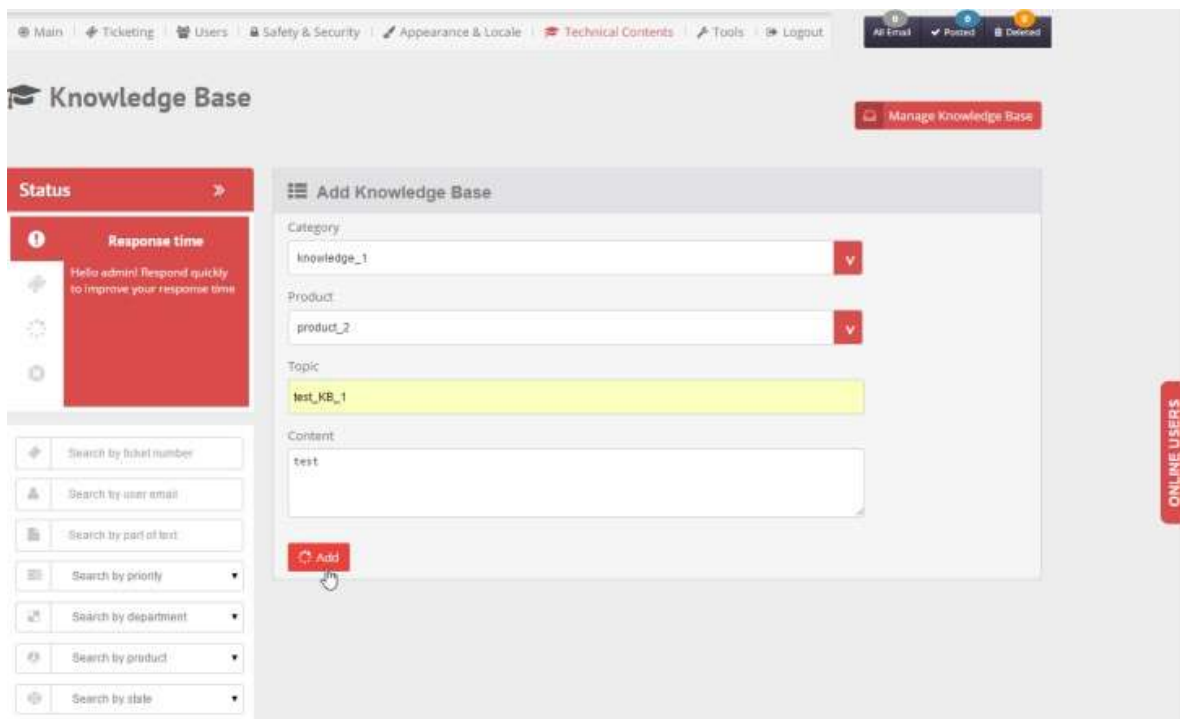 0 0 0
Main Ticketing Users Safety & Security Appearance & Locale Technical Contents Tools Logout All Email Posted Deleted
Knowledge Base
Manage Knowledge Base
Status
Add Knowledge Base
Response time
Hello admin! Respond quickly
to improve your response time
Category
knowledge_1
V
Product
product_2
V
Topic
test_KB_1
Content
test
Add
Search by ticket number
Search by user email
Search by part of text
Search by priority
Search by department
Search by product
Search by state
ONLINE USERS